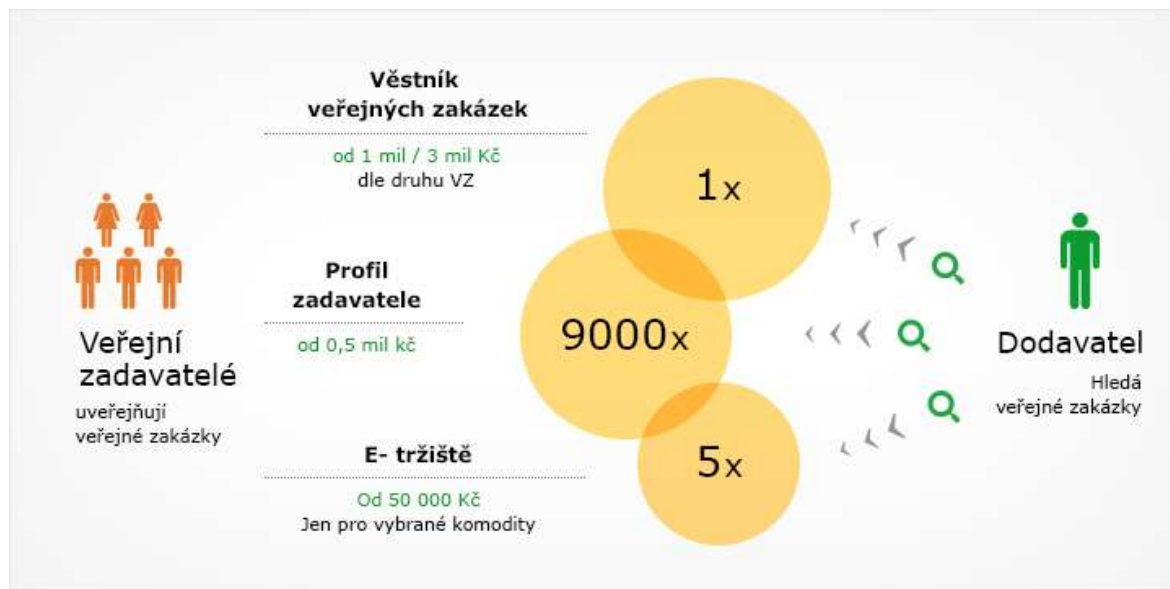 Věstník
veřejných zakázek
od 1 mil / 3 mil Kč
dle druhu VZ
1x
Profil
zadavatele
od 0,5 mil kč
9000x
E- tržiště
Od 50 000 Kč
Jen pro vybrané komodity
5x
Veřejní
zadavatelé
uveřejňují
veřejné zakázky
Dodavatel
Hledá
veřejné zakázky